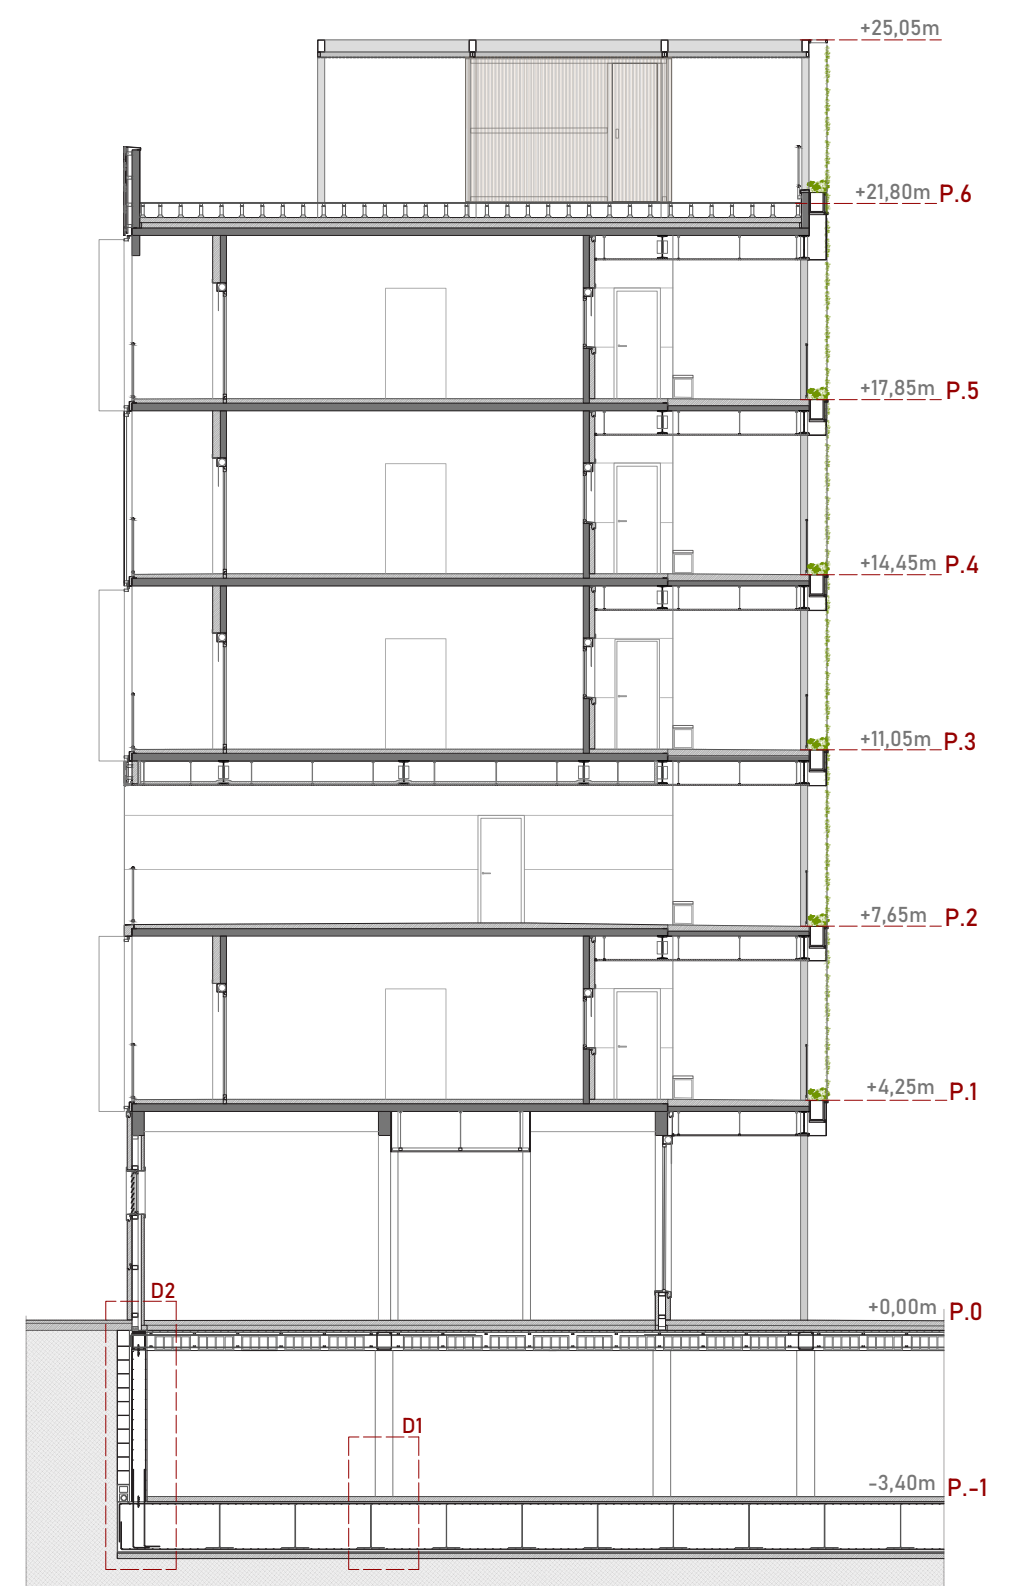 +25,05m
+21,80m P.6
+17,85m P.5
+14,45m P.4
+11,05m P.3
+7,65m P.2
+4,25m P.1
D2
+0,00m P.0
D1
-3,40m P.-1